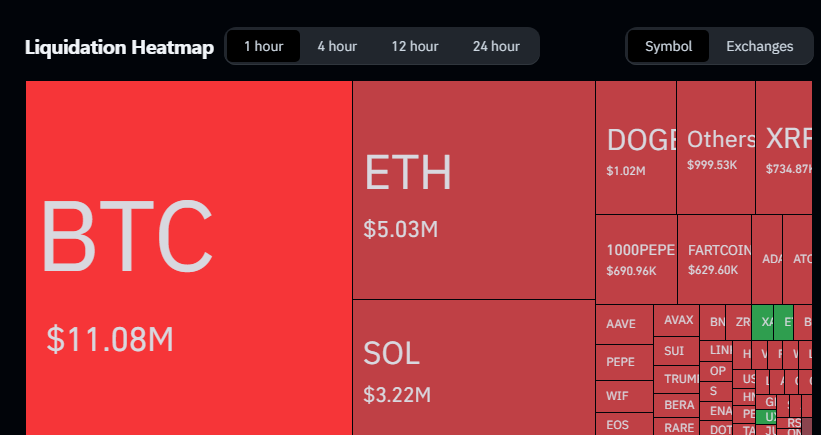 Liquidation Heatmap
1 hour
4 hour
12 hour
24 hour
Symbol
Exchanges
BTC
$11.08M
ETH
$5.03M
SOL
$3.22M
DOGE
$1.02M
Others
$999.53K
XRP
$734.87K
1000PEPE
$690.96K
FARTCOIN
$629.60K
ADA
AAVE
AVAX
BN
ZR
XA
E
B
PEPE
SUI
LIN
H
V
WIF
TRUM
OP
US
S
HN
EOS
BERA
ENA
PE
RARE
DOT
TA
JU
RS